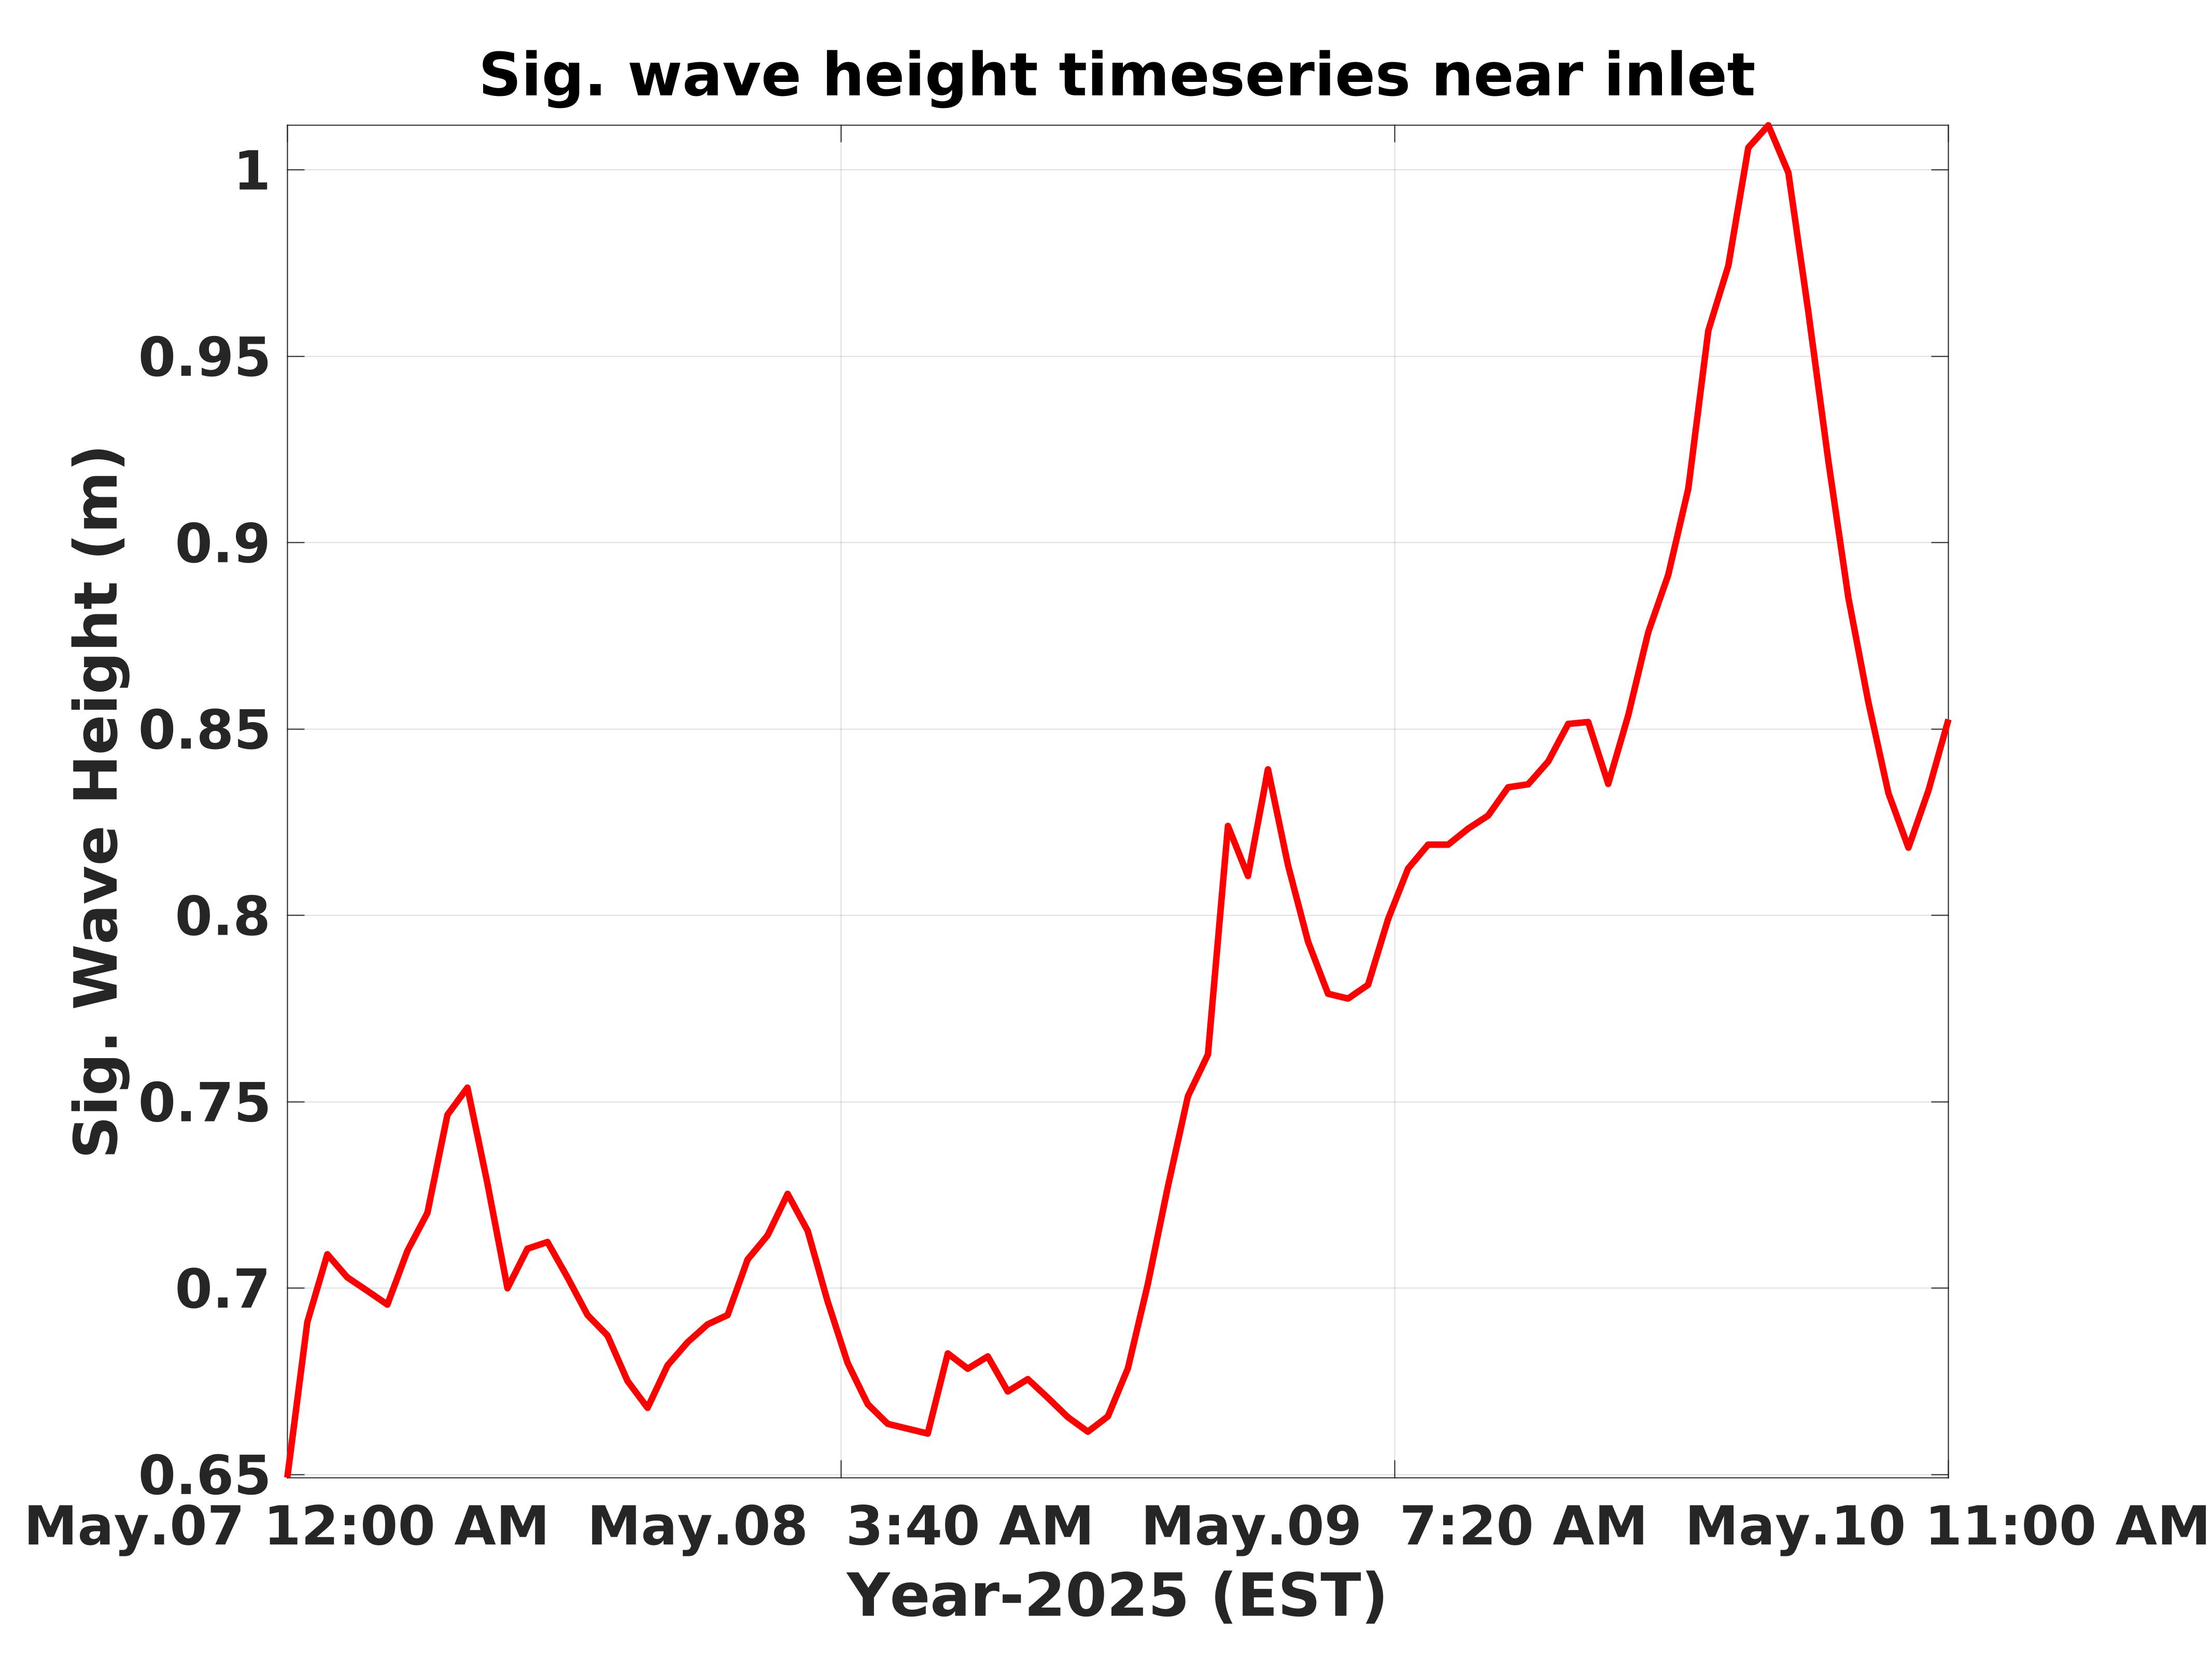 Sig. wave height timeseries near inlet
Sig. Wave Height (m)
1
0.95
0.9
0.85
0.8
0.75
0.7
0.65
May.07 12:00 AM May.08 3:40 AM May.09 7:20 AM May.10 11:00 AM
Year-2025 (EST)